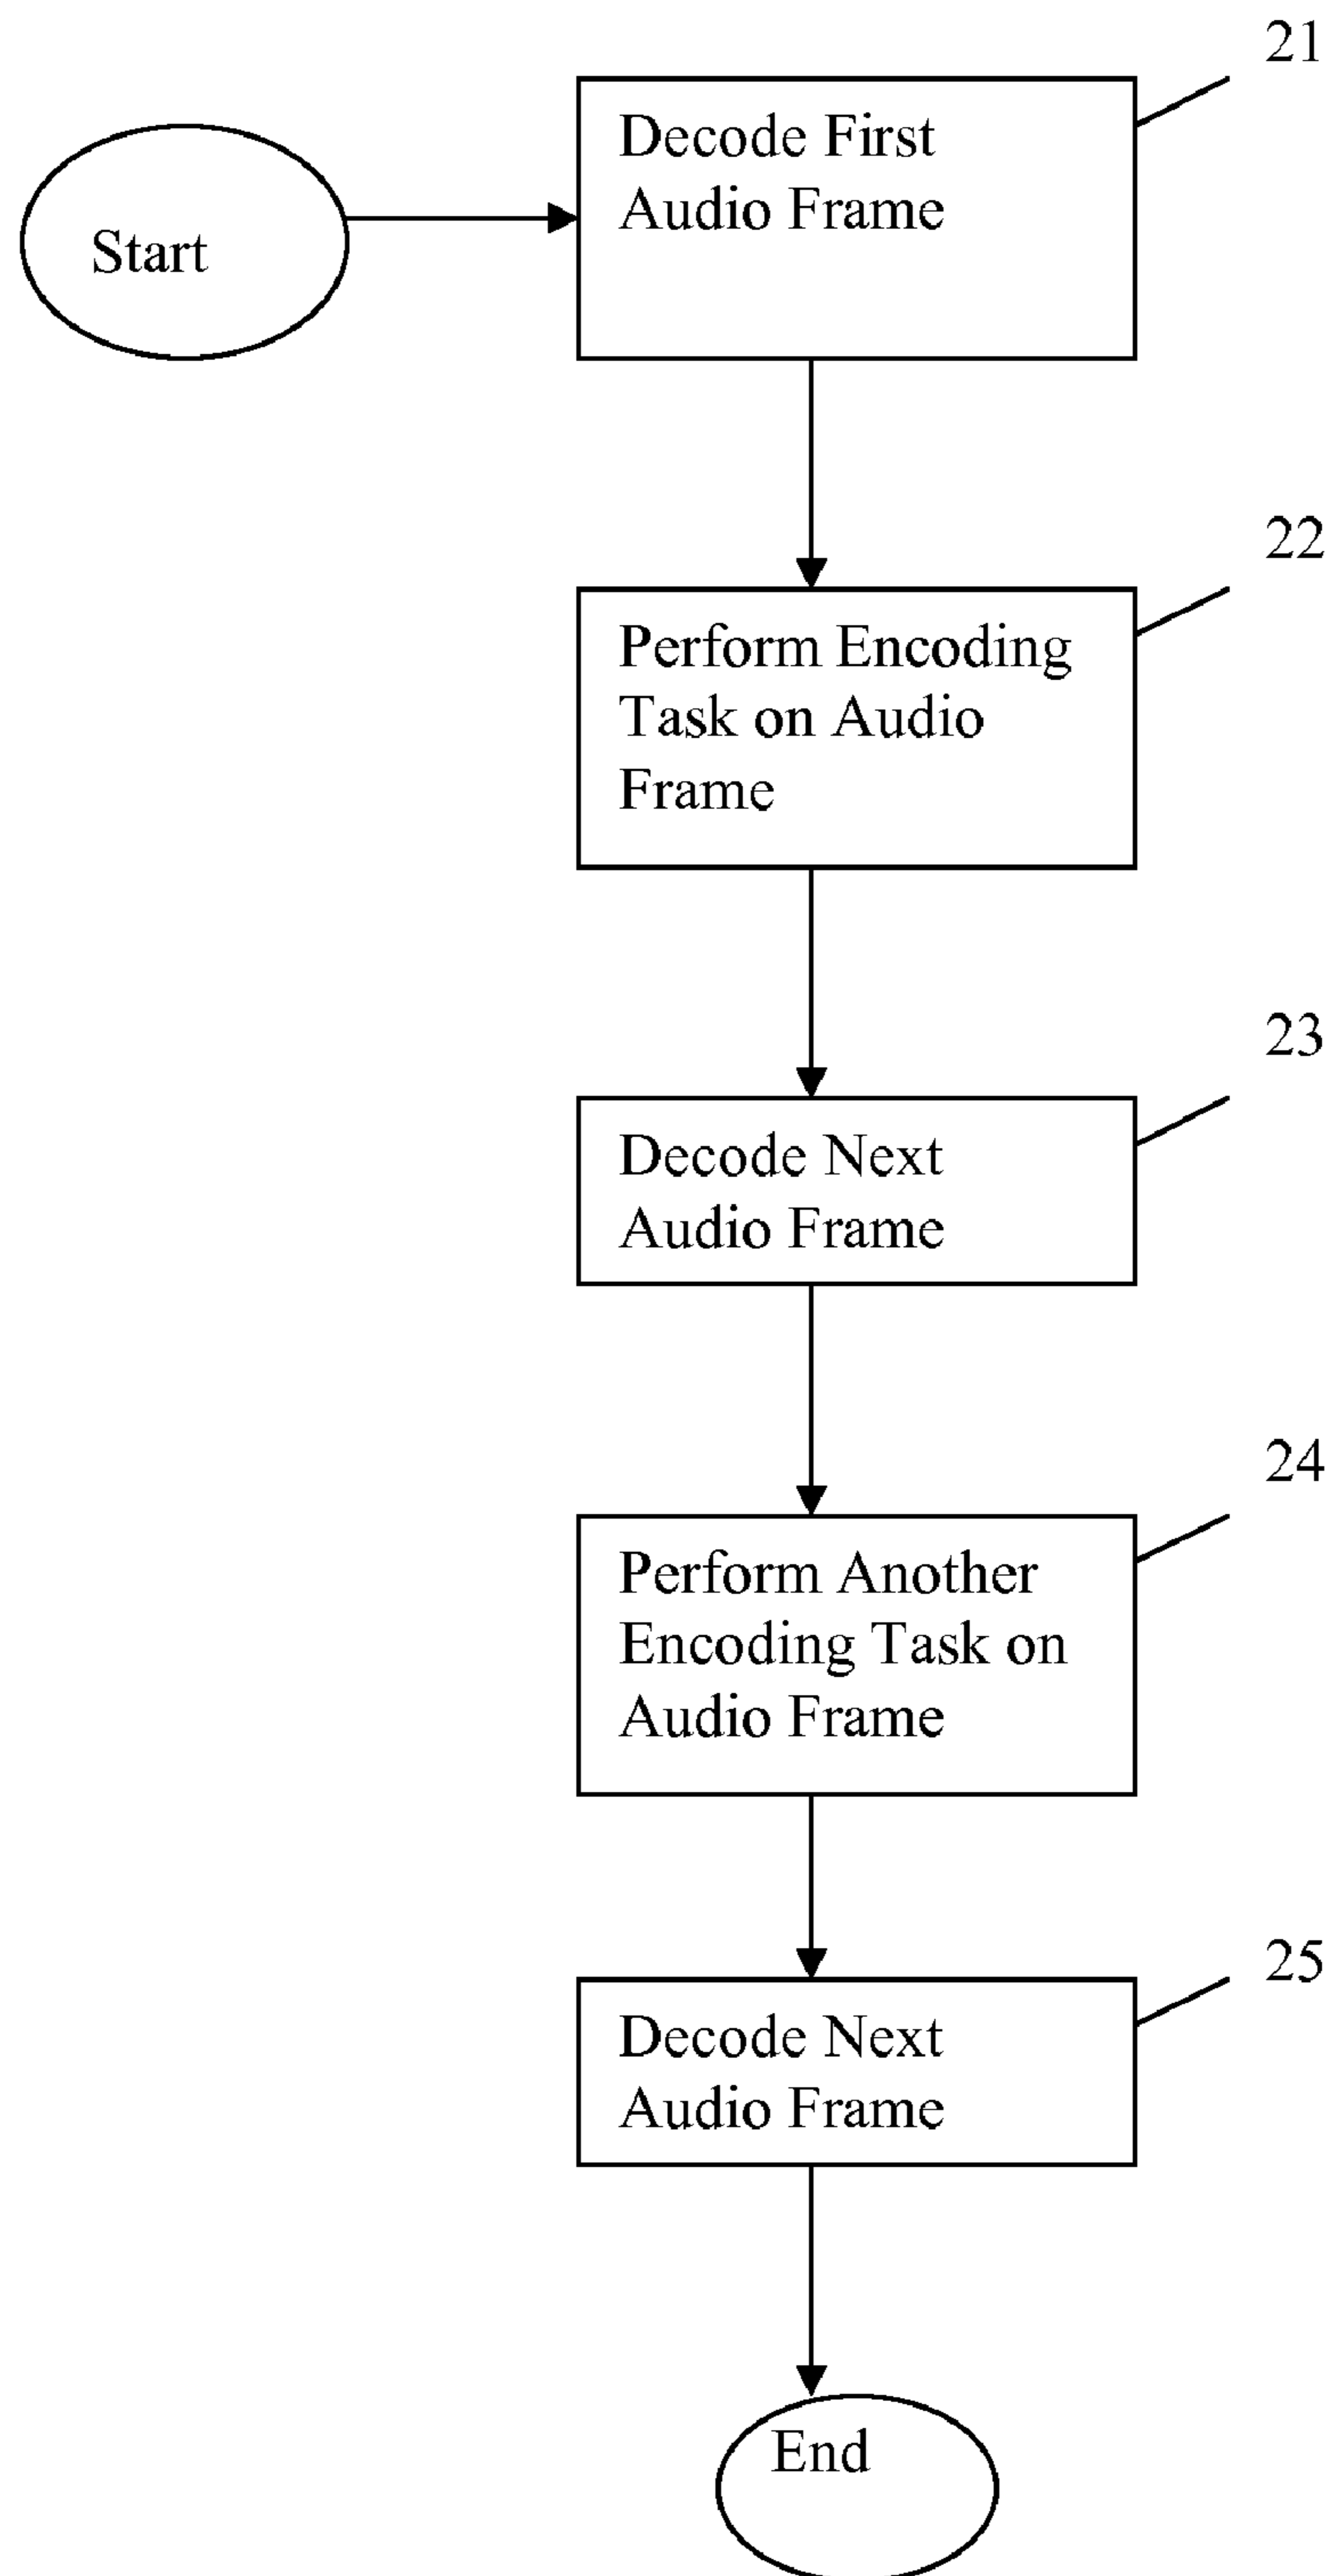 21
Start
Decode First
Audio Frame
22
Perform Encoding
Task on Audio
Frame
23
Decode Next
Audio Frame
24
Perform Another
Encoding Task on
Audio Frame
25
Decode Next
Audio Frame
End